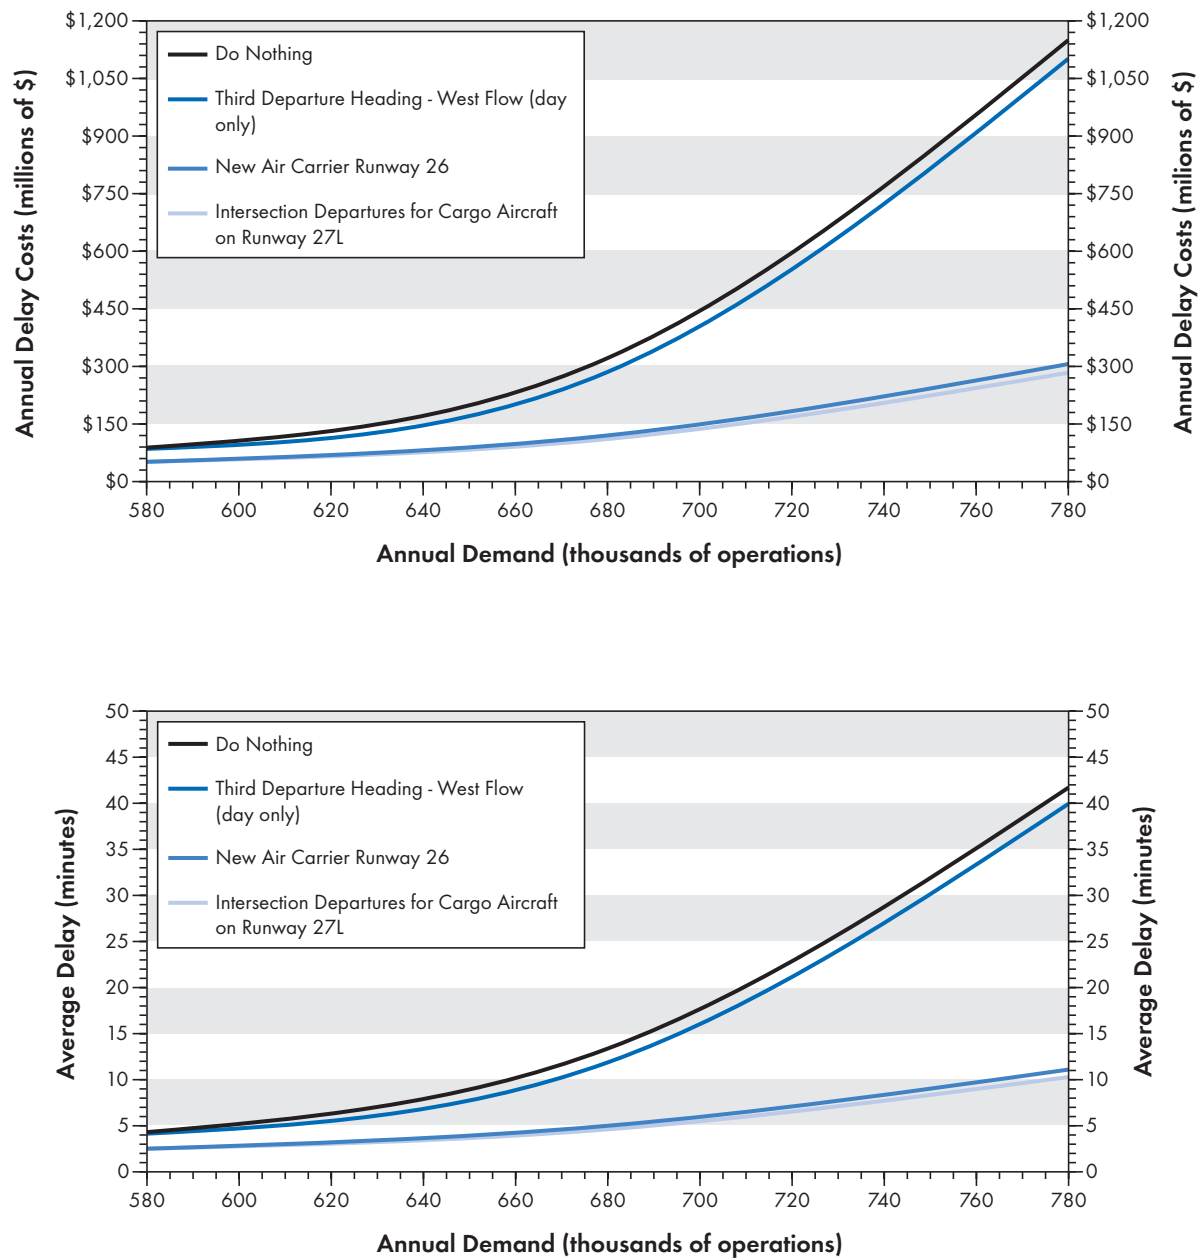 $1,200 $1,200
Do Nothing
$1,050 $1,050
Third Departure Heading - West Flow (day
only)
$900 $900
New Air Carrier Runway 26
$750 $750
Intersection Departures for Cargo Aircraft
on Runway 27L
$600 $600
$450 $450
$300 $300
$150 $150
$0 $0
Annual Delay Costs (millions of $)
Annual Delay Costs (milions of $)
580 600 620 640 660 680 700 720 740 760 780
Annual Demand (thousands of operations)
50 50
Do Nothing
45 45
Third Departure Heading - West Flow
(day only)
40 40
35 35
New Air Carrier Runway 26
30 30
Intersection Departures for Cargo Aircraft
on Runway 27L
25 25
20 20
15 15
10 10
5 5
0 0
Average Delay (minutes)
Average Delay (minutes)
580 600 620 640 660 680 700 720 740 760 780
Annual Demand (thousands of operations)